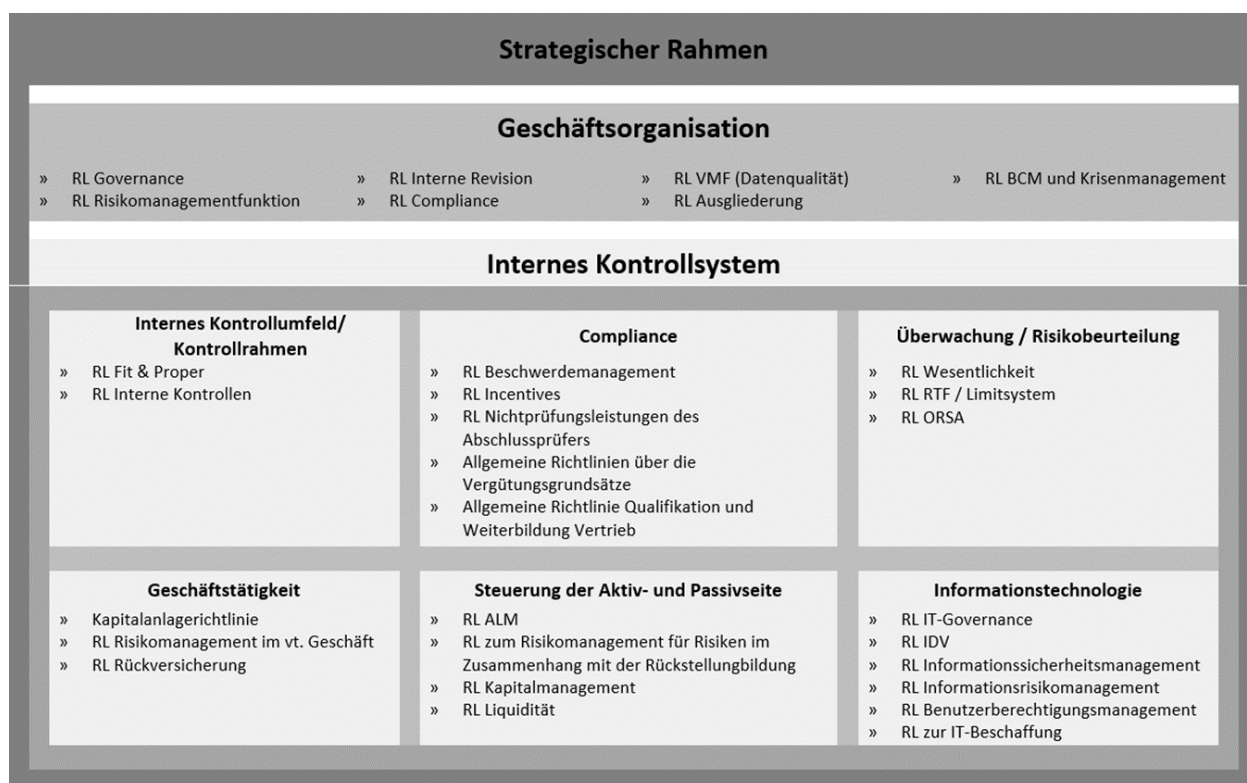 Strategischer Rahmen
Geschäftsorganisation
» RL Governance
» RL Risikomanagementfunktion
» RL Interne Revision
» RL Compliance
» RL VMF (Datenqualität)
» RL Ausgliederung
» RL BCM und Krisenmanagement
Internes Kontrollsystem
Internes Kontrollumfeld/
Kontrollrahmen
» RL Fit & Proper
» RL Interne Kontrollen
Compliance
» RL Beschwerdemanagement
» RL Incentives
» RL Nichtprüfungsleistungen des
Abschlussprüfers
» Allgemeine Richtlinien über die
Vergütungsgrundsätze
» Allgemeine Richtlinie Qualifikation und
Weiterbildung Vertrieb
Überwachung / Risikobeurteilung
» RL Wesentlichkeit
» RL RTF / Limitsystem
» RL ORSA
Geschäftstätigkeit
» Kapitalanlagerichtlinie
» RL Risikomanagement im vt. Geschäft
» RL Rückversicherung
Steuerung der Aktiv- und Passivseite
» RL ALM
» RL zum Risikomanagement für Risiken im
Zusammenhang mit der Rückstellungbildung
» RL Kapitalmanagement
» RL Liquidität
Informationstechnologie
» RL IT-Governance
» RL IDV
» RL Informationssicherheitsmanagement
» RL Informationsrisikomanagement
» RL Benutzerberechtigungsmanagement
» RL zur IT-Beschaffung